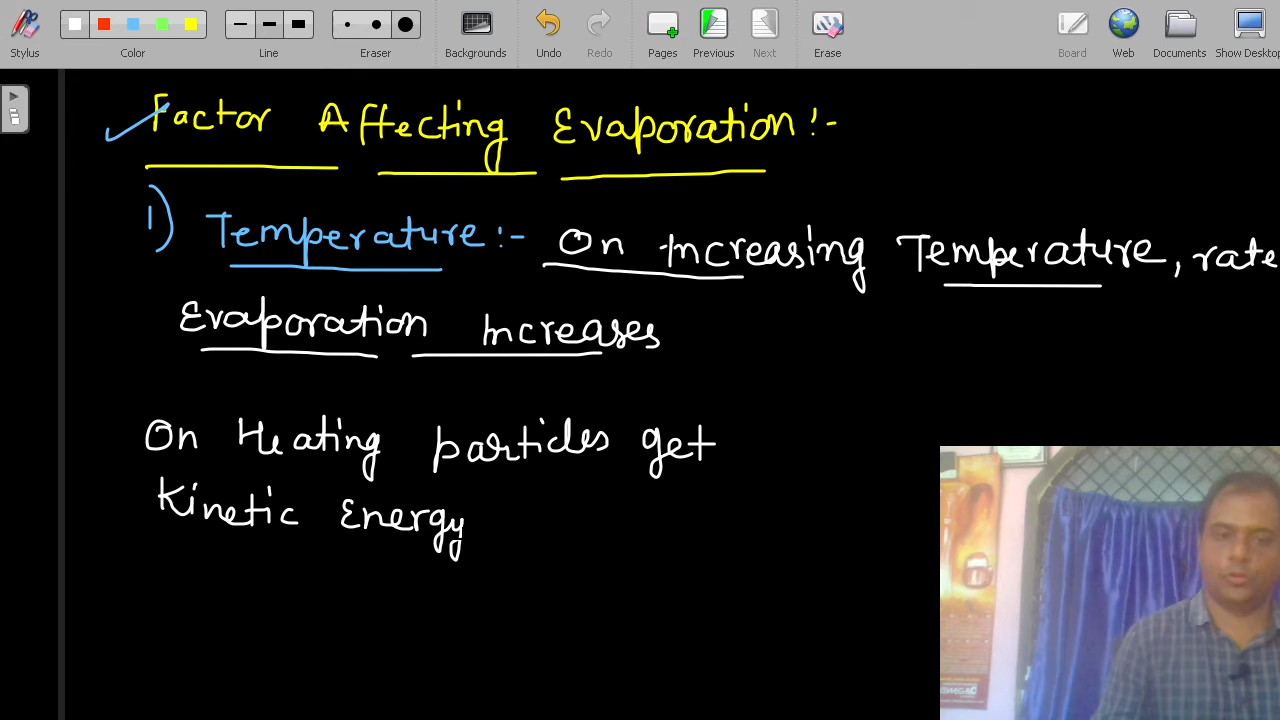 Stylus
Color
Line
Eraser
Backgrounds
Undo
Redo
Pages
Previous
Next
Erase
Board
Web
Documents
Show Desktop
Factor Affecting Evaporation :-
1) Temperature :- On Increasing Temperature, rate
Evaporation Increases
On Heating particles get
Kinetic Energy